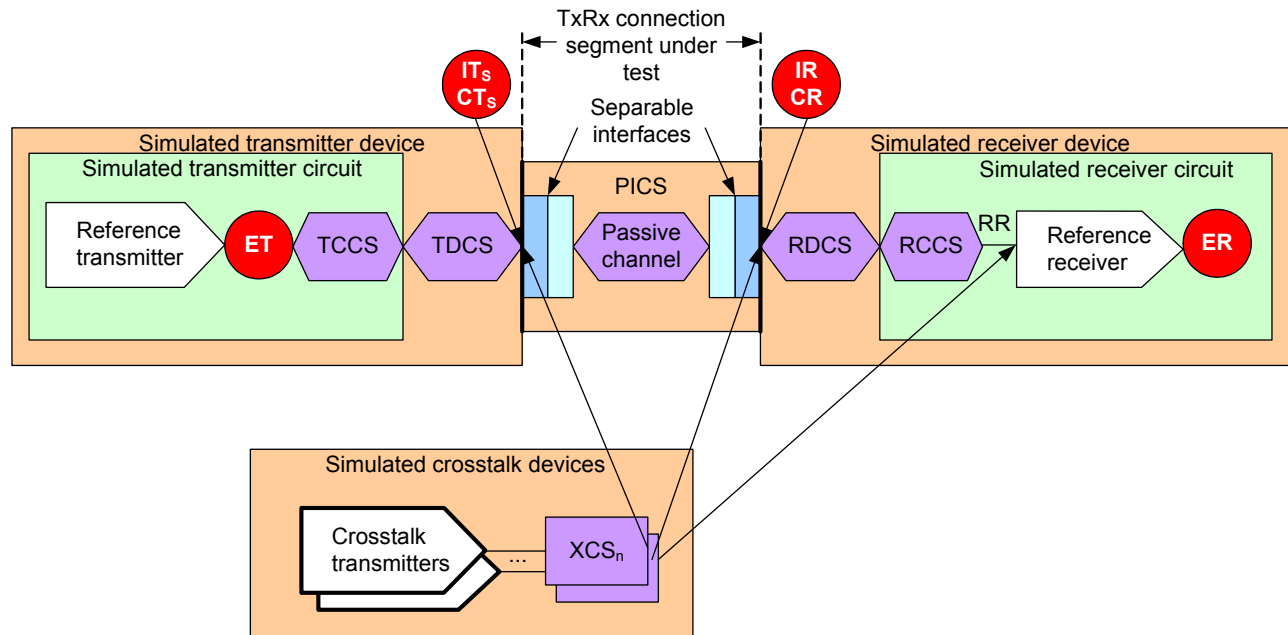 TxRx connection
segment under
test
ITS
CTS
IR
CR
Separable
interfaces
Simulated transmitter device
Simulated transmitter circuit
Reference
transmitter
ET
TCCS
TDCS
PICS
Passive
channel
Simulated receiver device
Simulated receiver circuit
RDCS
RCCS
RR
Reference
receiver
ER
Simulated crosstalk devices
Crosstalk
transmitters
...
XCSn